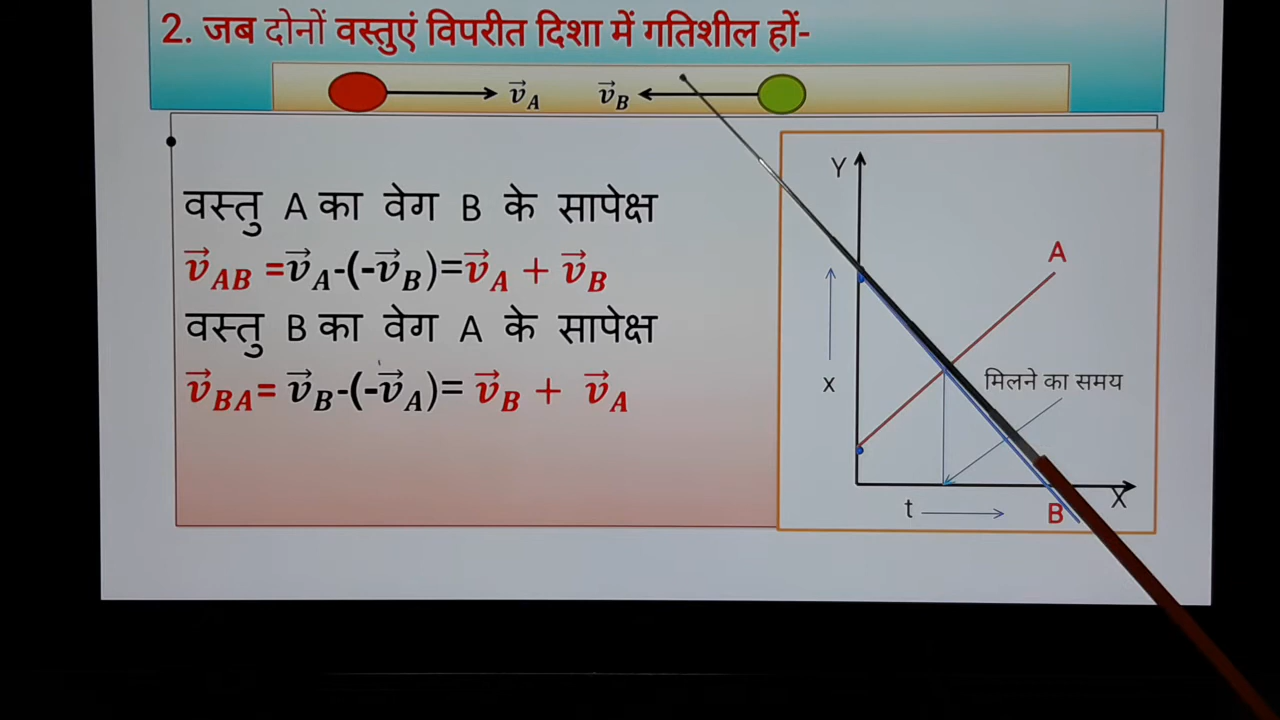 2. जब दोनों वस्तुएं विपरीत दिशा में गतिशील हों-
v⃗A v⃗B
वस्तु A का वेग B के सापेक्ष
v⃗AB =v⃗A-(-v⃗B)=v⃗A + v⃗B
वस्तु B का वेग A के सापेक्ष
v⃗BA= v⃗B-(-v⃗A)= v⃗B + v⃗A
Y
A
x
मिलने का समय
t
B
X